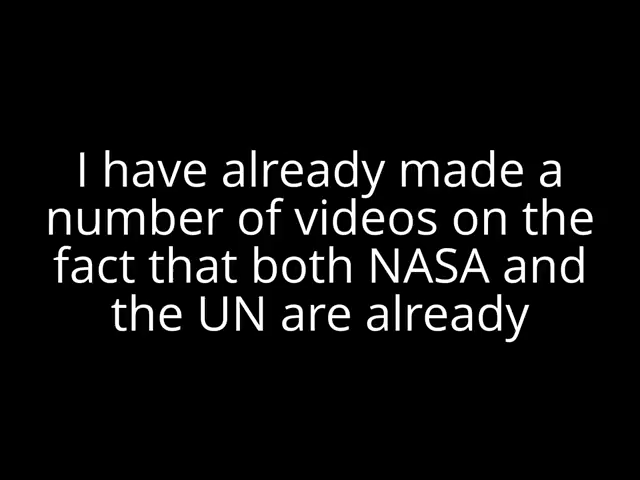 I have already made a
number of videos on the
fact that both NASA and
the UN are already